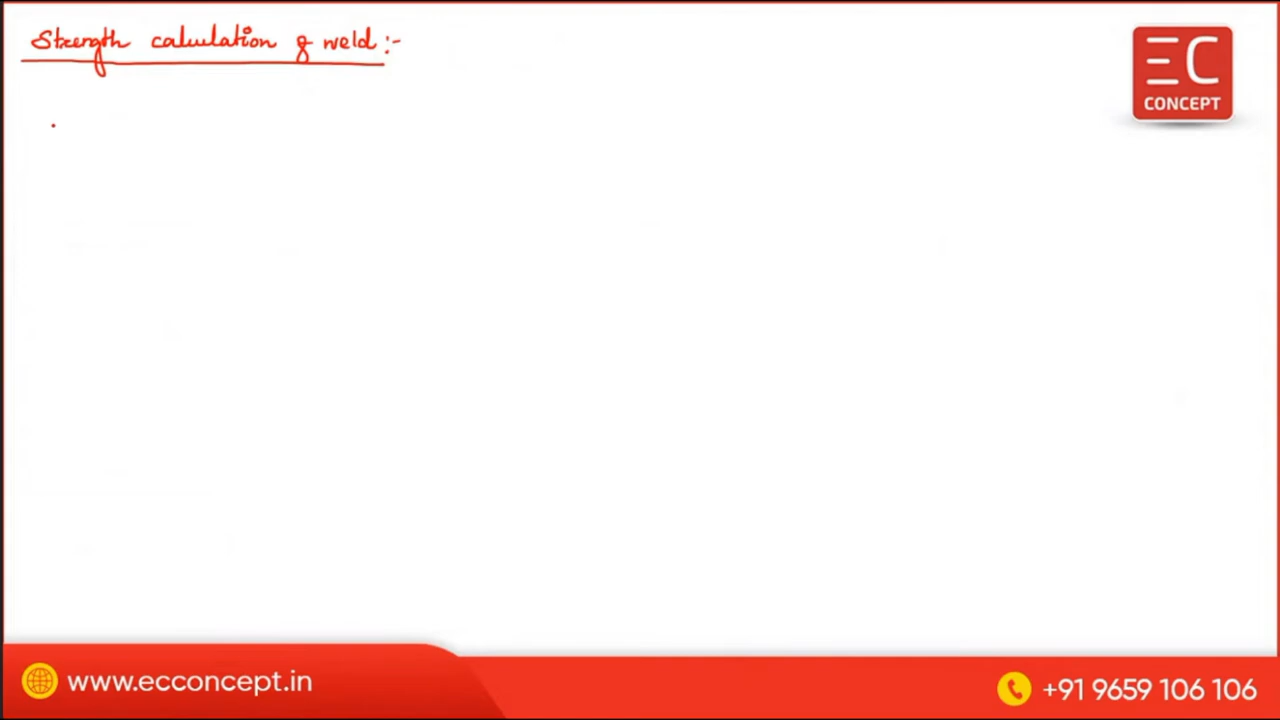 Strength calculation of weld :-
EC
CONCEPT
www.ecconcept.in
+91 9659 106 106